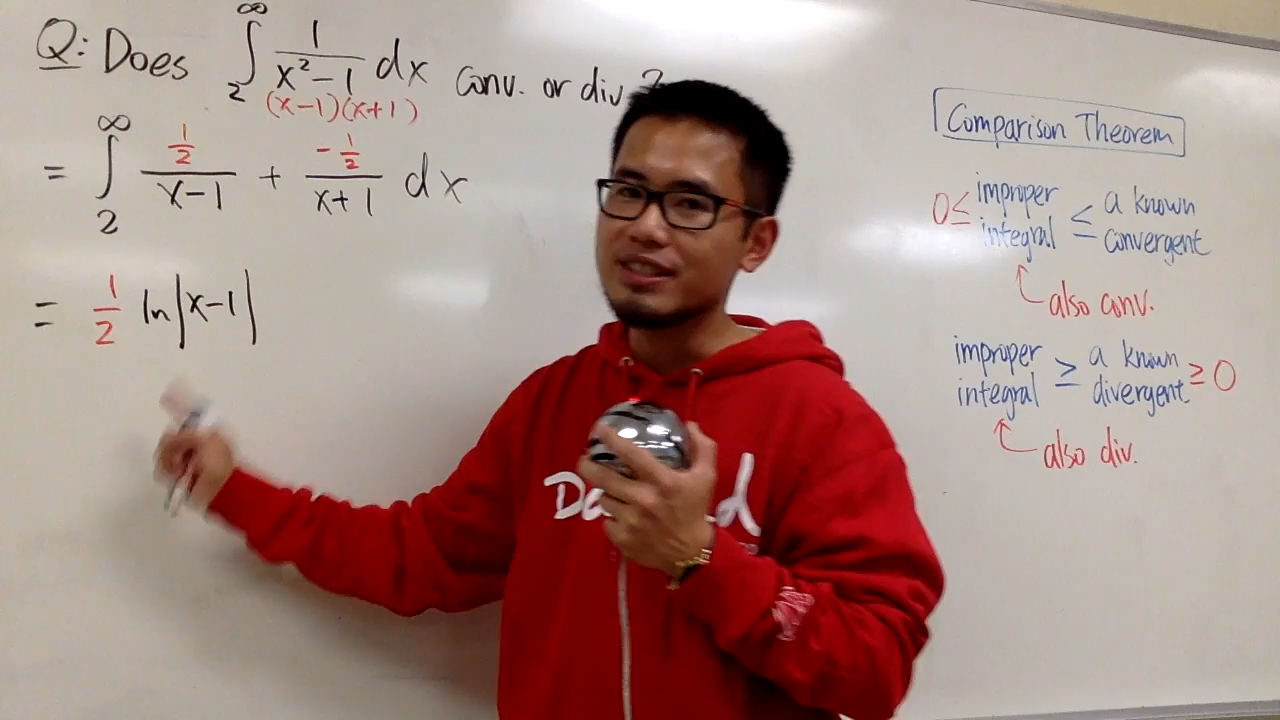 Q: Does ∫₂^∞ 1/(x²-1) dx conv. or div.?
(x-1)(x+1)
= ∫₂^∞ (1/2)/(x-1) + (-1/2)/(x+1) dx
= 1/2 ln|x-1|
Comparison Theorem
0≤ improper integral ≤ a known convergent
also conv.
improper integral ≥ a known divergent ≥ 0
also div.